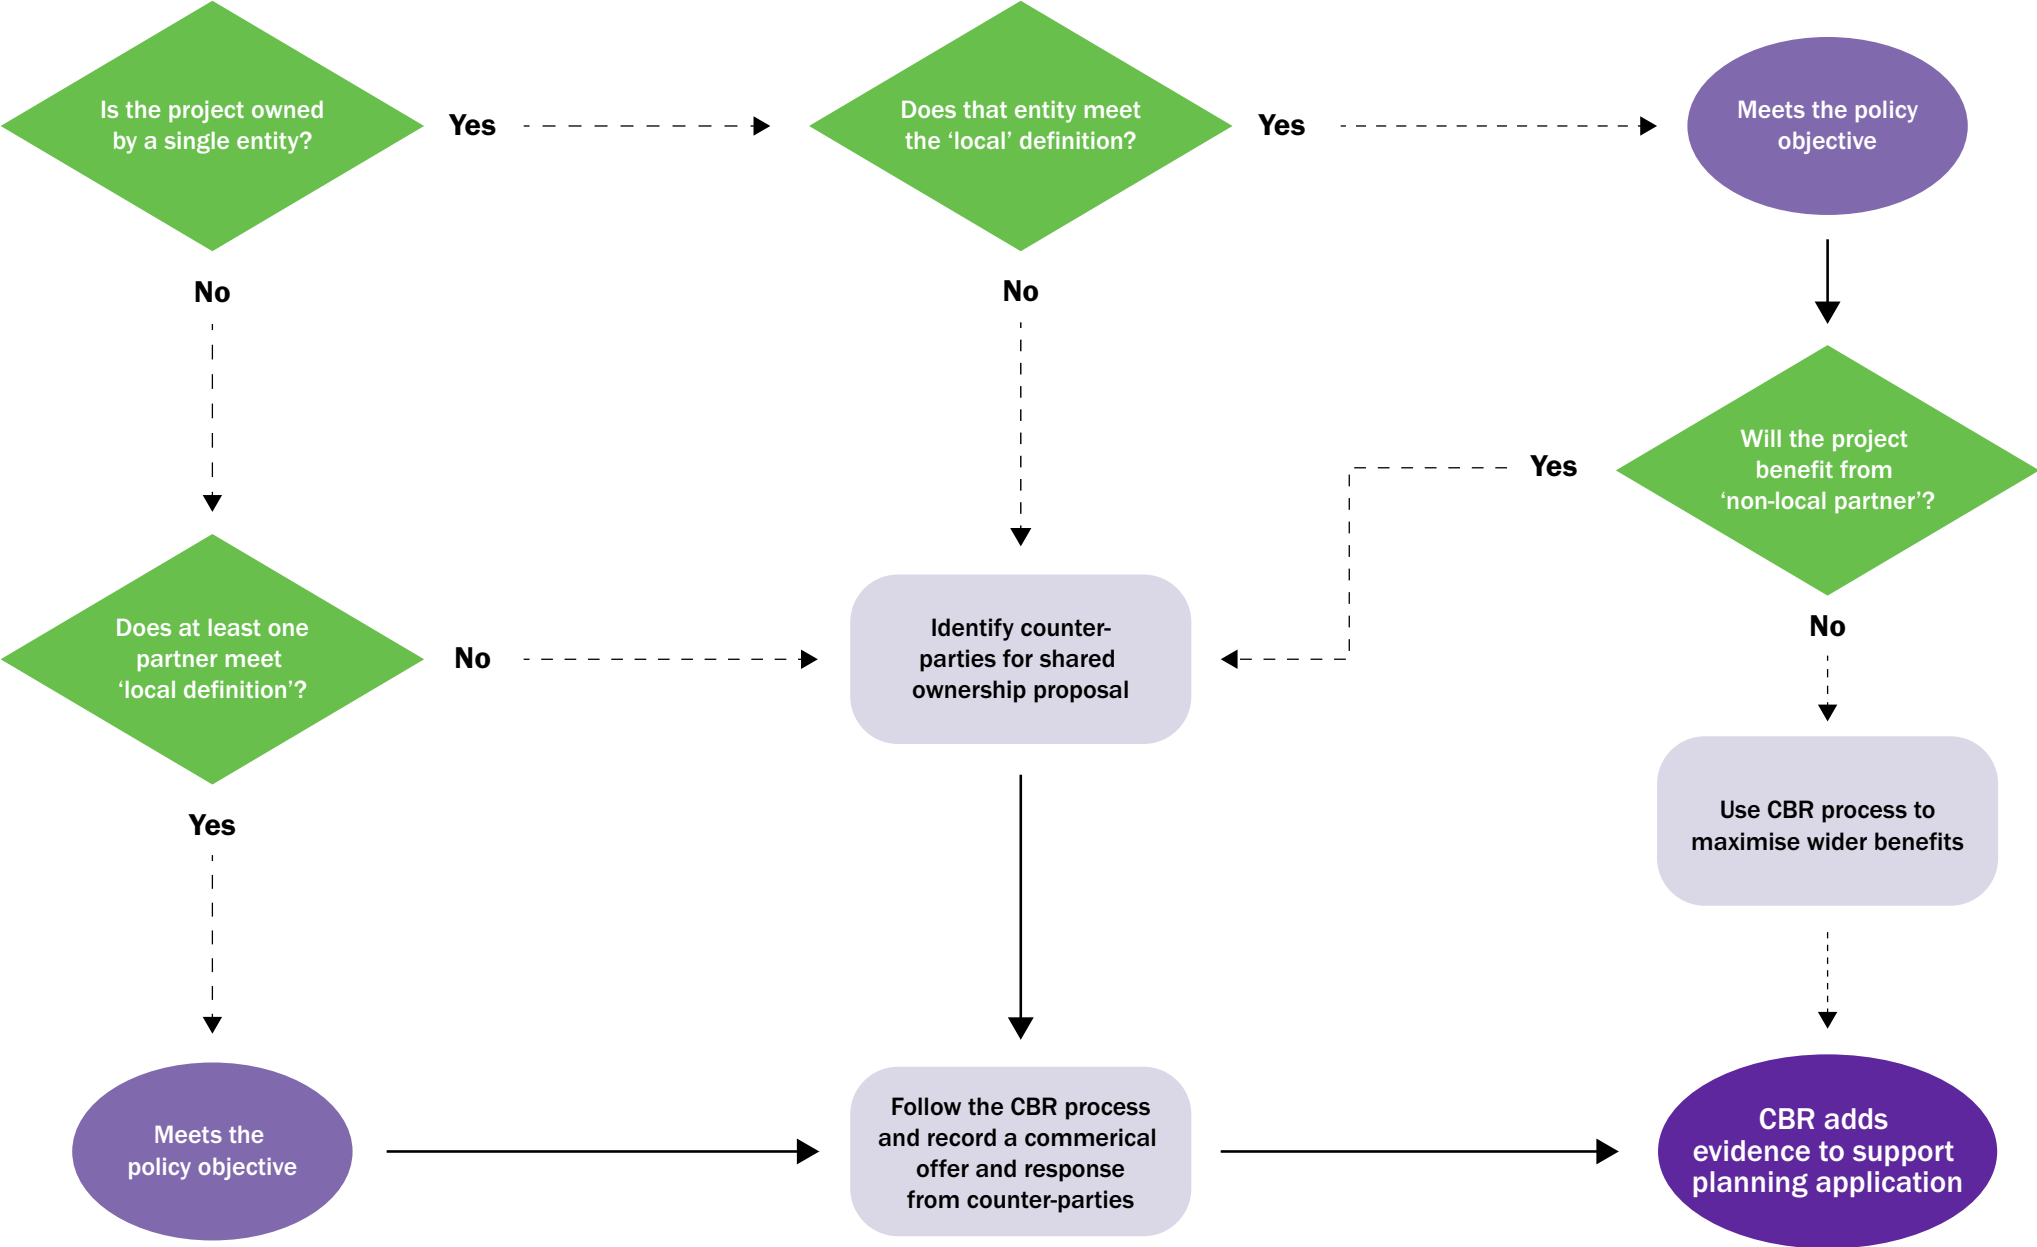 Is the project owned
by a single entity?
Yes
Does that entity meet
the ‘local’ definition?
Yes
Meets the policy
objective
No
No
Will the project
benefit from
‘non-local partner’?
Yes
No
Does at least one
partner meet
‘local definition’?
No
Identify counter-
parties for shared
ownership proposal
Use CBR process to
maximise wider benefits
Yes
Meets the
policy objective
Follow the CBR process
and record a commerical
offer and response
from counter-parties
CBR adds
evidence to support
planning application